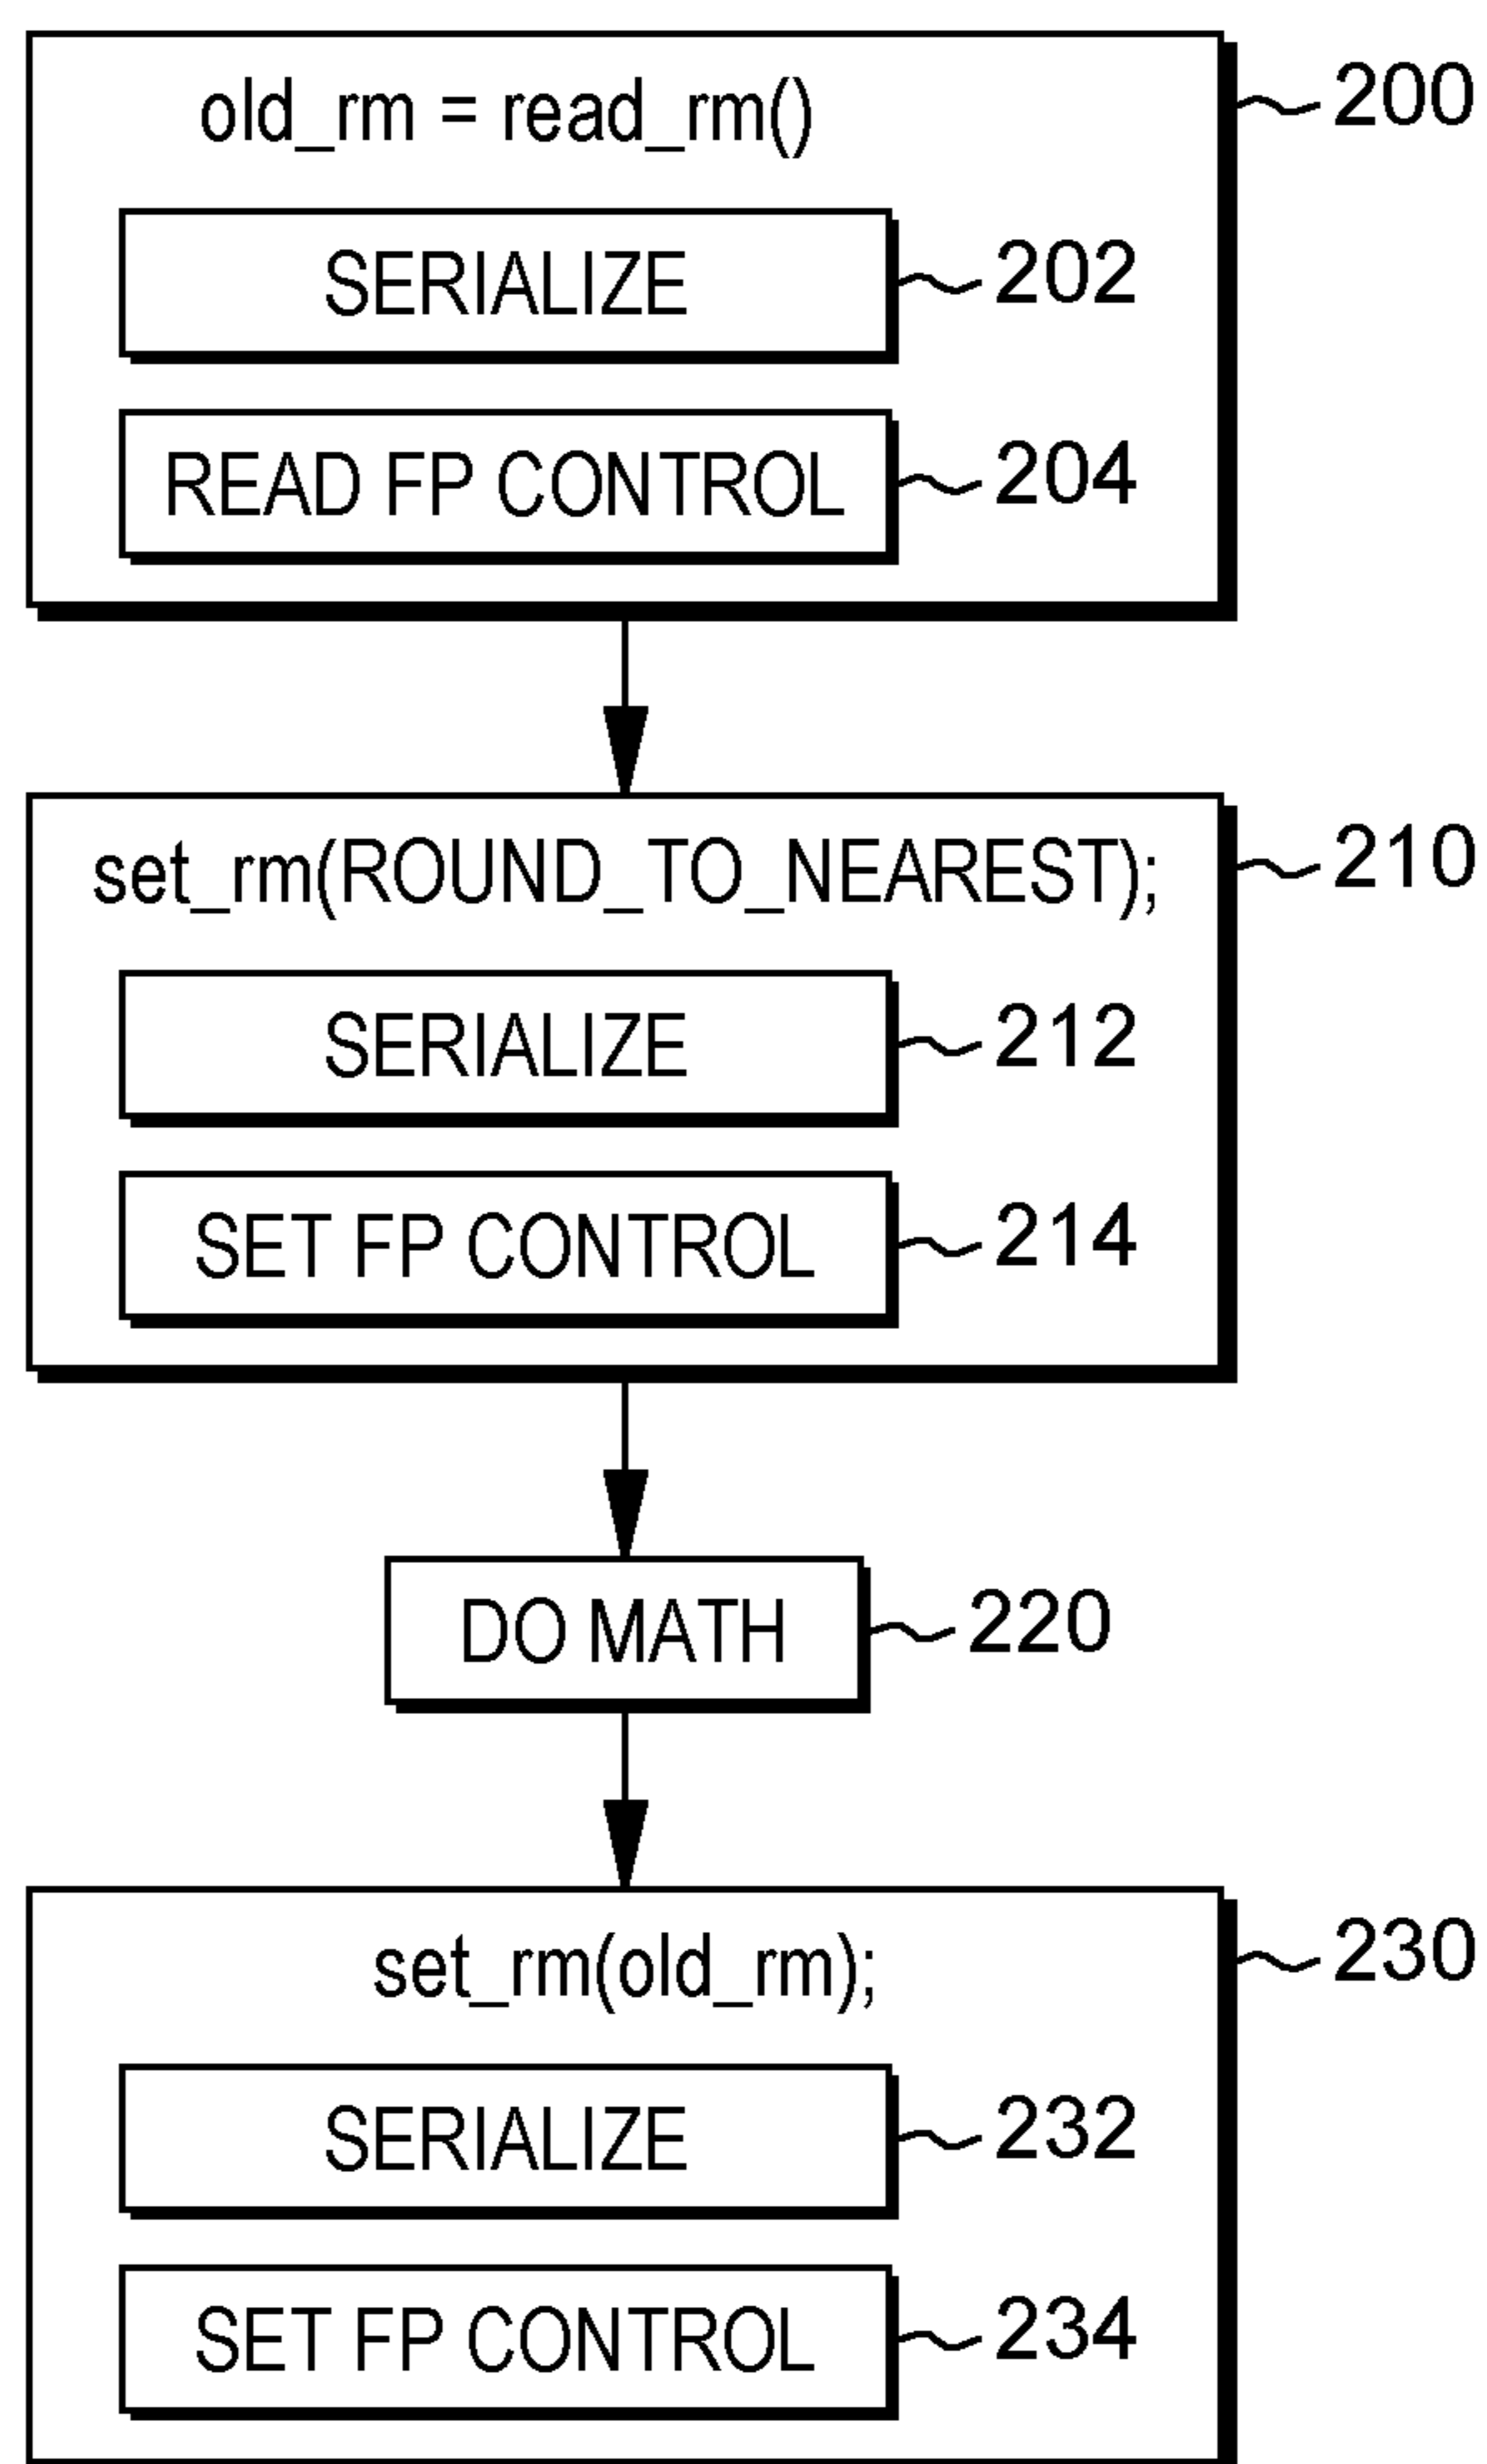 old_rm = read_rm()
200
SERIALIZE
202
READ FP CONTROL
204
set_rm(ROUND_TO_NEAREST);
210
SERIALIZE
212
SET FP CONTROL
214
DO MATH
220
set_rm(old_rm);
230
SERIALIZE
232
SET FP CONTROL
234